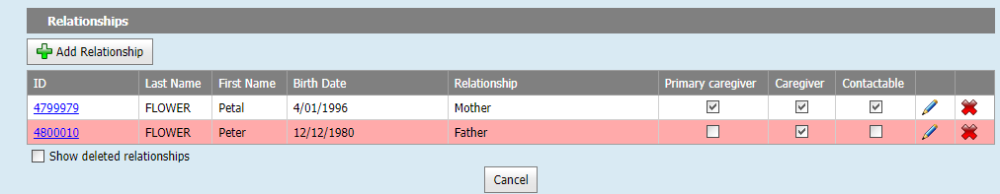 Relationships
Add Relationship
ID Last Name First Name Birth Date Relationship Primary caregiver Caregiver Contactable
4799979 FLOWER Petal 4/01/1996 Mother
4800010 FLOWER Peter 12/12/1980 Father
Show deleted relationships
Cancel